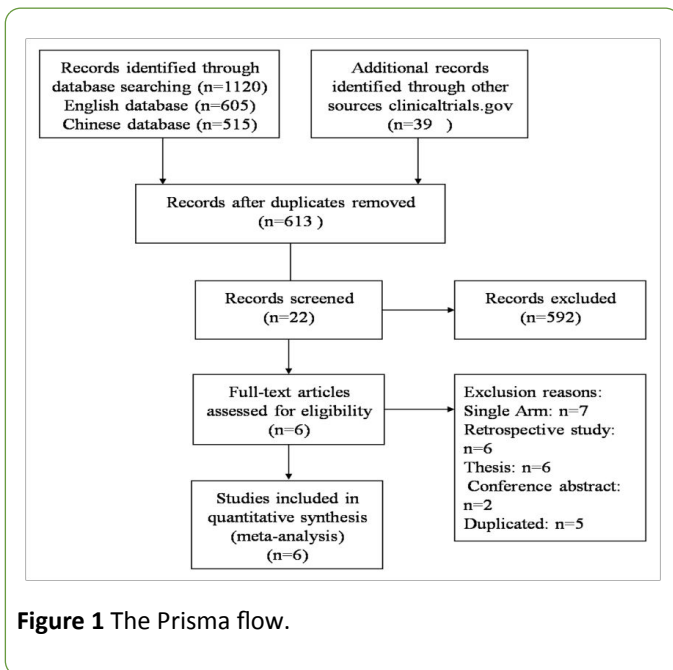 Records identified through
database searching (n=1120)
English database (n=605)
Chinese database (n=515)
Additional records
identified through other
sources clinicaltrials.gov
(n=39 )
Records after duplicates removed
(n=613 )
Records screened
(n=22)
Records excluded
(n=592)
Full-text articles
assessed for eligibility
(n=6)
Exclusion reasons:
Single Arm: n=7
Retrospective study:
n=6
Thesis: n=6
Conference abstract:
n=2
Duplicated: n=5
Studies included in
quantitative synthesis
(meta-analysis)
(n=6)
Figure 1 The Prisma flow.